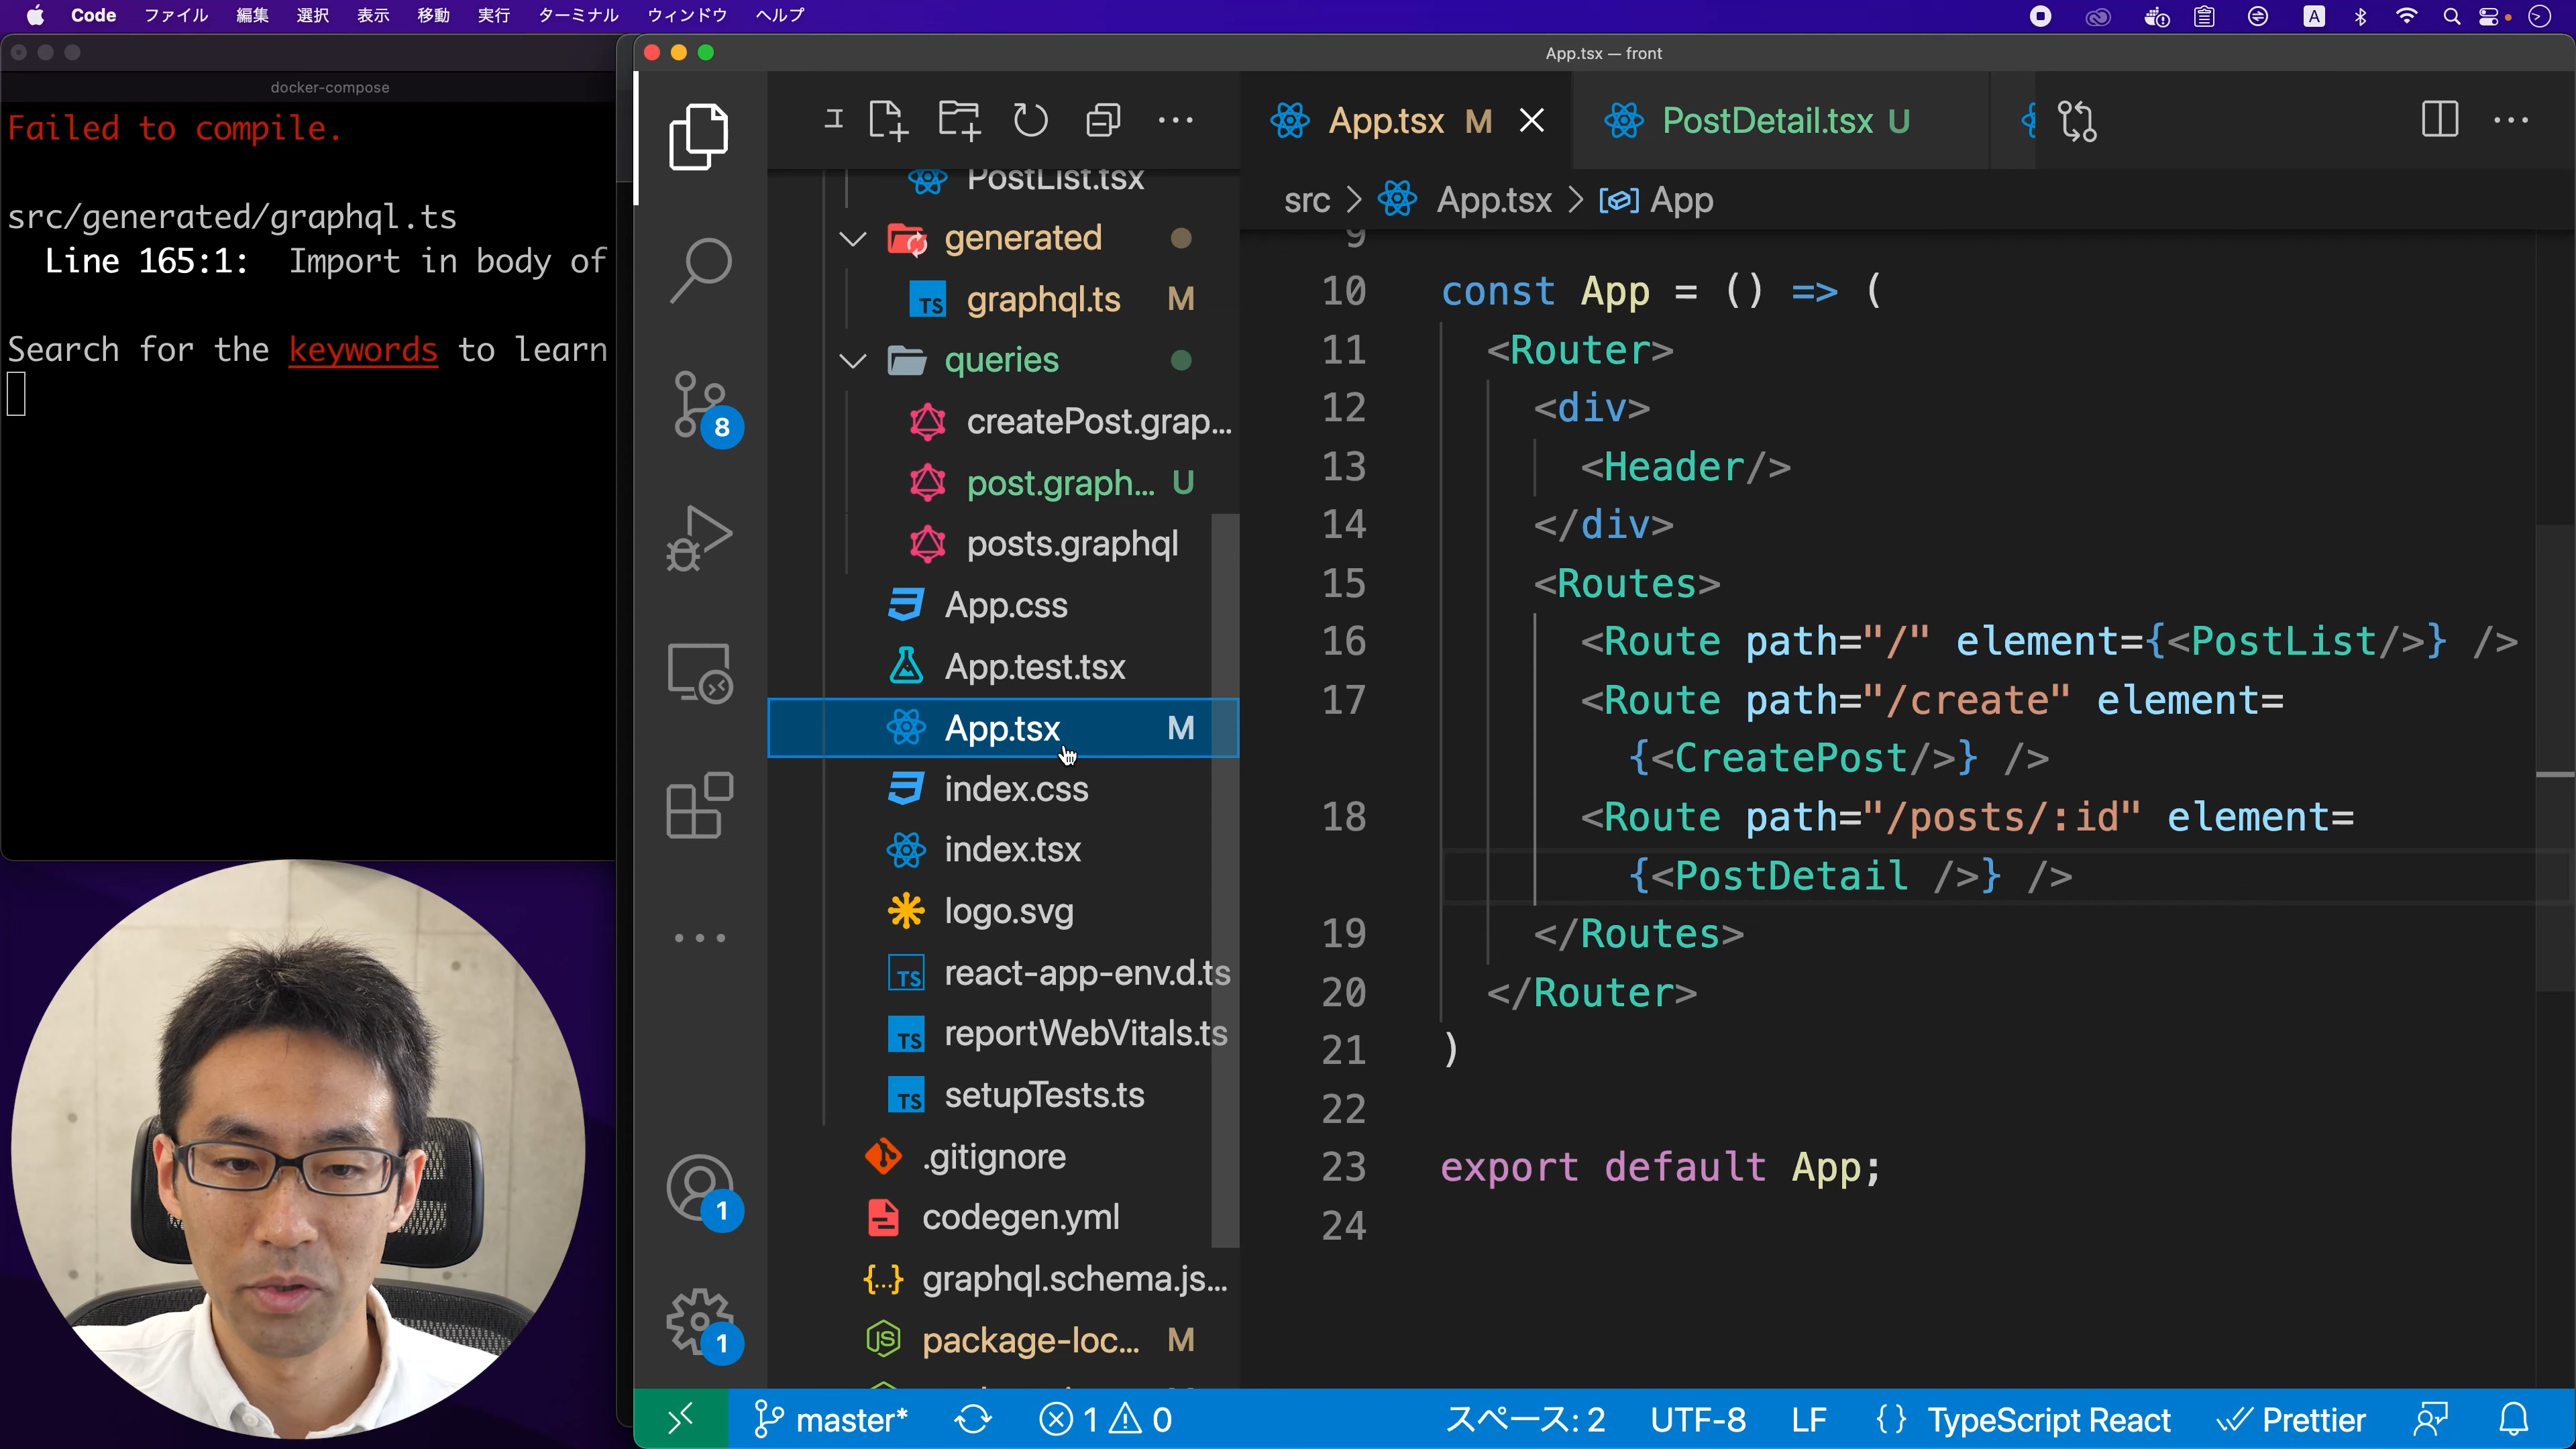 Code ファイル 編集 選択 表示 移動 実行 ターミナル ウィンドウ ヘルプ
A
docker-compose
Failed to compile.
src/generated/graphql.ts
Line 165:1: Import in body of
Search for the keywords to learn
App.tsx — front
App.tsx M
PostDetail.tsx U
src > App.tsx > App
PostList.tsx
generated
TS graphql.ts M
queries
createPost.grap...
post.graph... U
posts.graphql
App.css
App.test.tsx
App.tsx M
index.css
index.tsx
logo.svg
TS react-app-env.d.ts
TS reportWebVitals.ts
TS setupTests.ts
.gitignore
codegen.yml
{..} graphql.schema.js...
JS package-loc... M
8
1
1
9
10 const App = () => (
11 <Router>
12 <div>
13 <Header/>
14 </div>
15 <Routes>
16 <Route path="/" element={<PostList/>} />
17 <Route path="/create" element=
{<CreatePost/>} />
18 <Route path="/posts/:id" element=
{<PostDetail />} />
19 </Routes>
20 </Router>
21 )
22
23 export default App;
24
master* 1 0 スペース: 2 UTF-8 LF {} TypeScript React Prettier